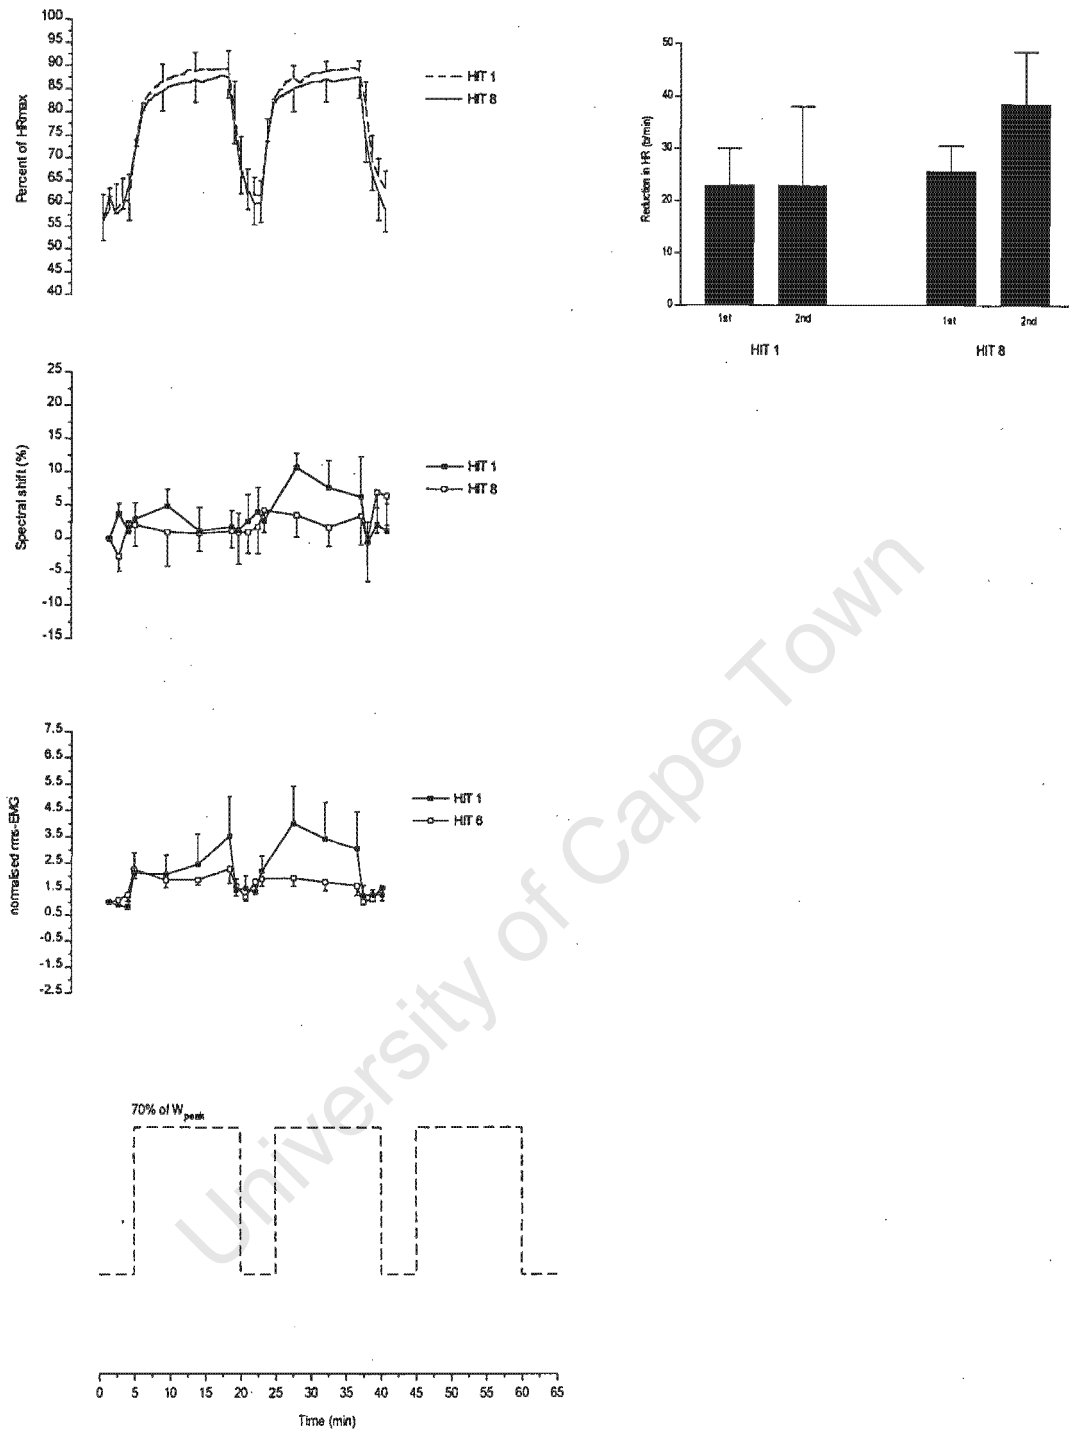 100
95
90
85
80
75
70
65
60
55
50
45
40
Percent of HRmax
HIT 1
HIT 8
50
40
30
20
10
0
Reduction in HR (b/min)
1st 2nd 1st 2nd
HIT 1 HIT 8
25
20
15
10
5
0
-5
-10
-15
Spectral shift (%)
HIT 1
HIT 8
7.5
6.5
5.5
4.5
3.5
2.5
1.5
0.5
-0.5
-1.5
-2.5
normalised rms-EMG
HIT 1
HIT 6
70% of Wpeak
0 5 10 15 20 25 30 35 40 45 50 55 60 65
Time (min)
University of Cape Town